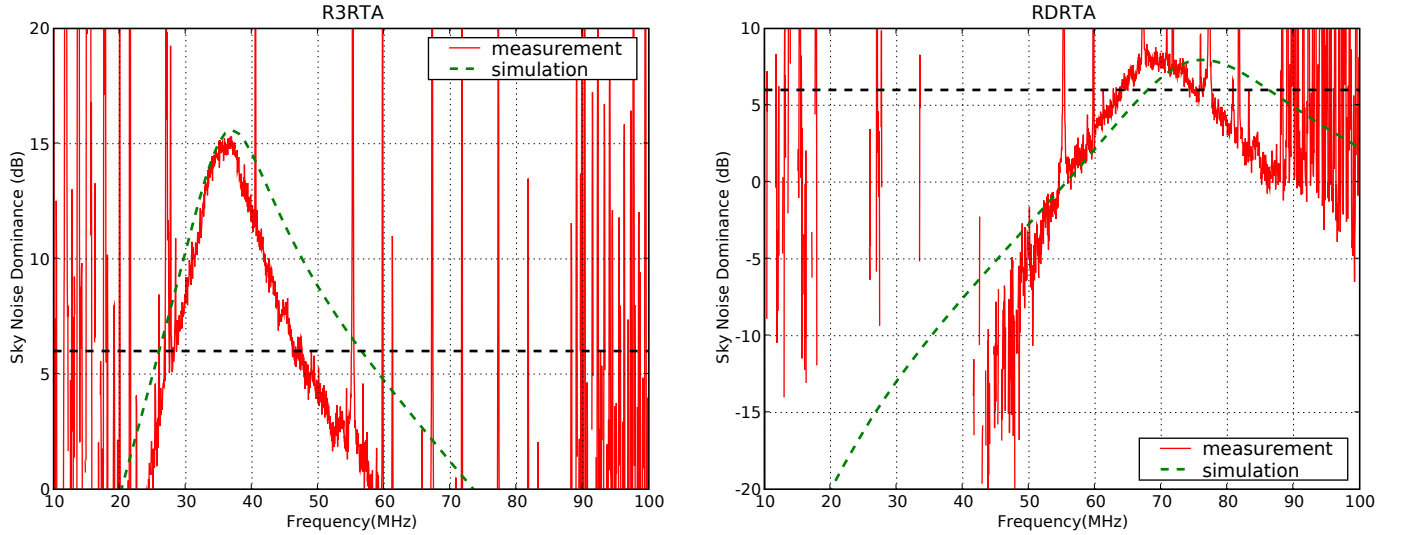 R3RTA
measurement
simulation
20
15
10
5
0
Sky Noise Dominance (dB)
10 20 30 40 50 60 70 80 90 100
Frequency(MHz)
RDRTA
10
5
0
-5
-10
-15
-20
Sky Noise Dominance (dB)
measurement
simulation
10 20 30 40 50 60 70 80 90 100
Frequency(MHz)